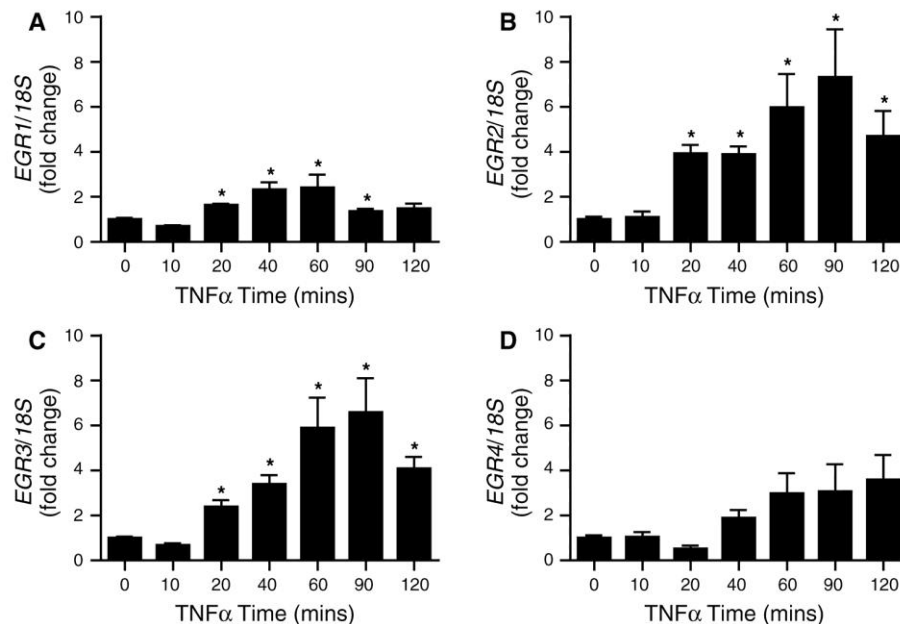 A
EGR1/18S
(fold change)
10
8
6
4
2
0
* * * *
0 10 20 40 60 90 120
TNFα Time (mins)
B
EGR2/18S
(fold change)
10
8
6
4
2
0
* * * * *
0 10 20 40 60 90 120
TNFα Time (mins)
C
EGR3/18S
(fold change)
10
8
6
4
2
0
* * * * *
0 10 20 40 60 90 120
TNFα Time (mins)
D
EGR4/18S
(fold change)
10
8
6
4
2
0
0 10 20 40 60 90 120
TNFα Time (mins)